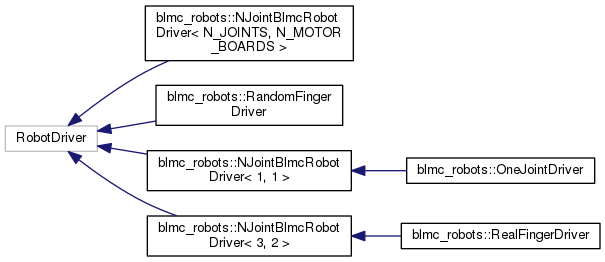 blmc_robots::NJointBlmcRobot
Driver< N_JOINTS, N_MOTOR
_BOARDS >
blmc_robots::RandomFinger
Driver
RobotDriver
blmc_robots::NJointBlmcRobot
Driver< 1, 1 >
blmc_robots::OneJointDriver
blmc_robots::NJointBlmcRobot
Driver< 3, 2 >
blmc_robots::RealFingerDriver